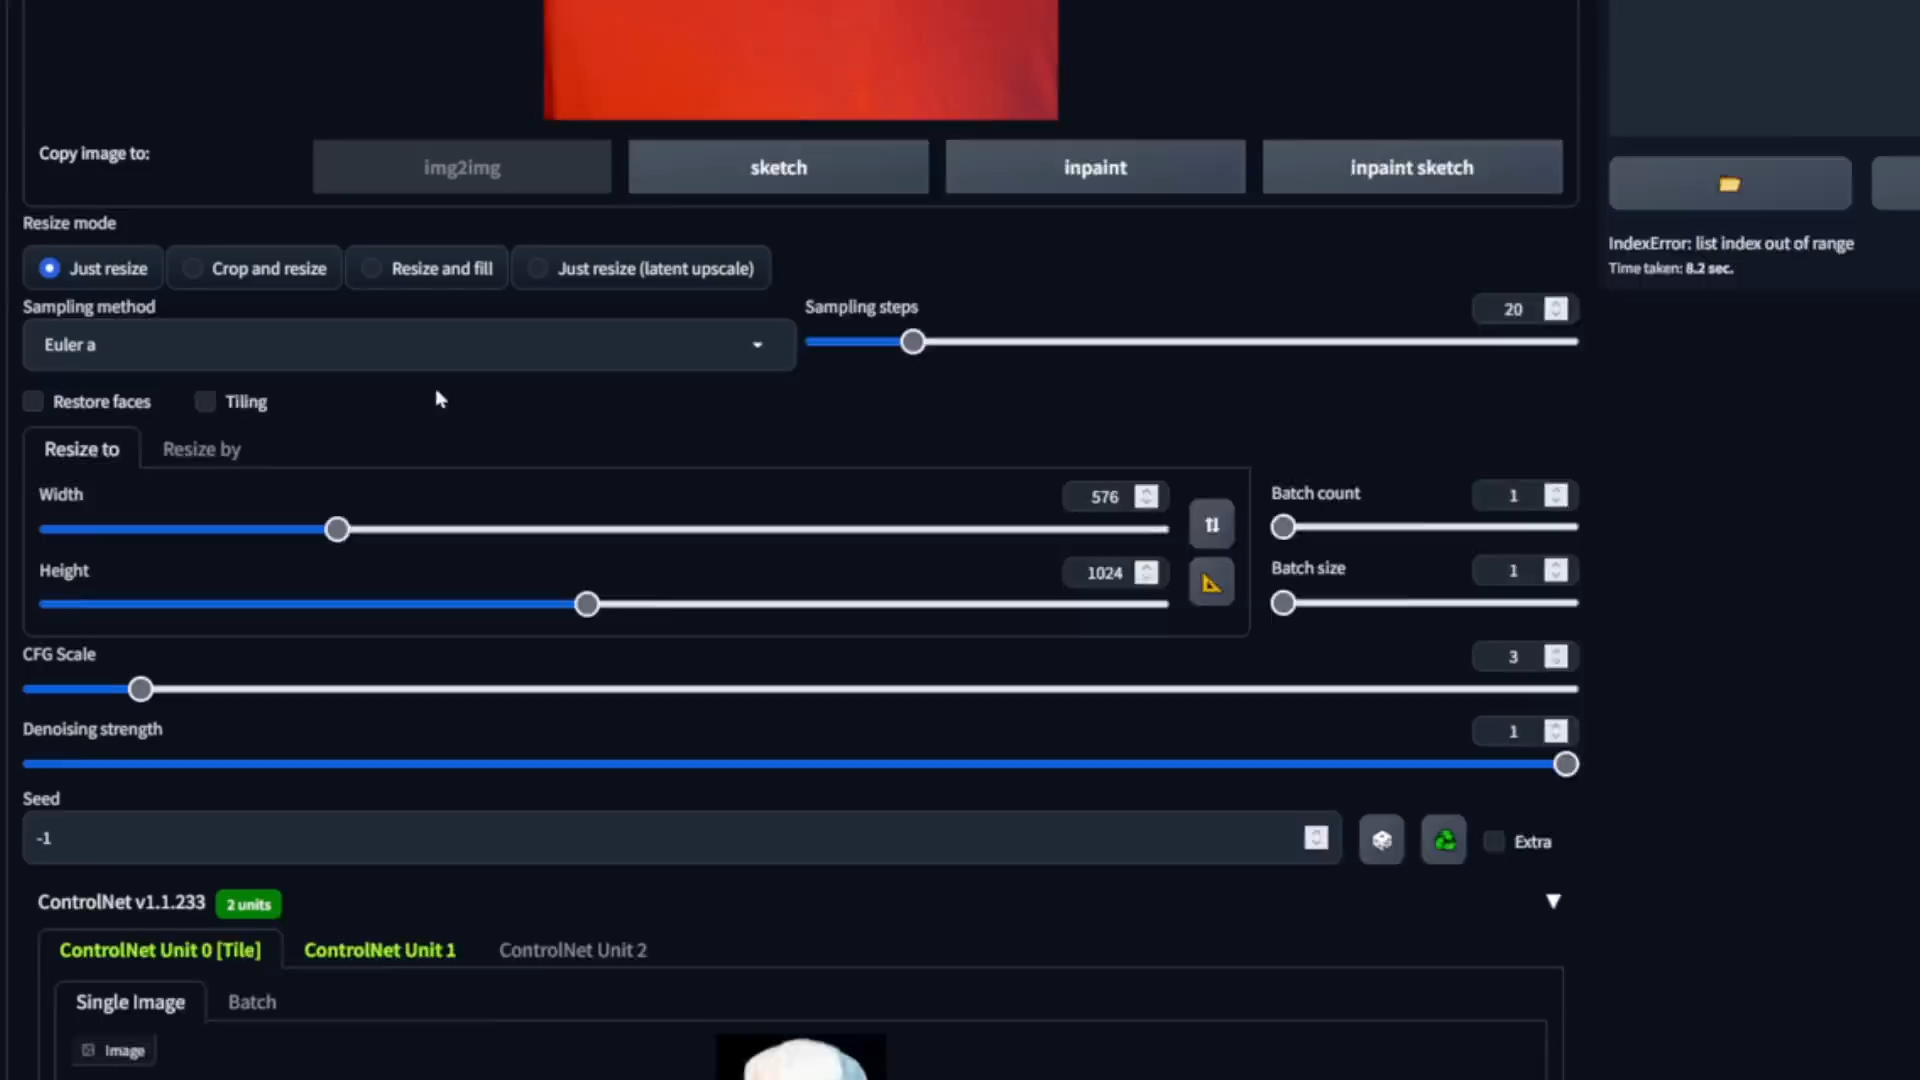 Copy image to:
img2img
sketch
inpaint
inpaint sketch
Resize mode
Just resize
Crop and resize
Resize and fill
Just resize (latent upscale)
IndexError: list index out of range
Time taken: 8.2 sec.
Sampling method
Sampling steps
20
Euler a
Restore faces
Tiling
Resize to
Resize by
Width
576
Batch count
1
Height
1024
Batch size
1
CFG Scale
3
Denoising strength
1
Seed
-1
Extra
ControlNet v1.1.233
2 units
ControlNet Unit 0 [Tile]
ControlNet Unit 1
ControlNet Unit 2
Single Image
Batch
Image